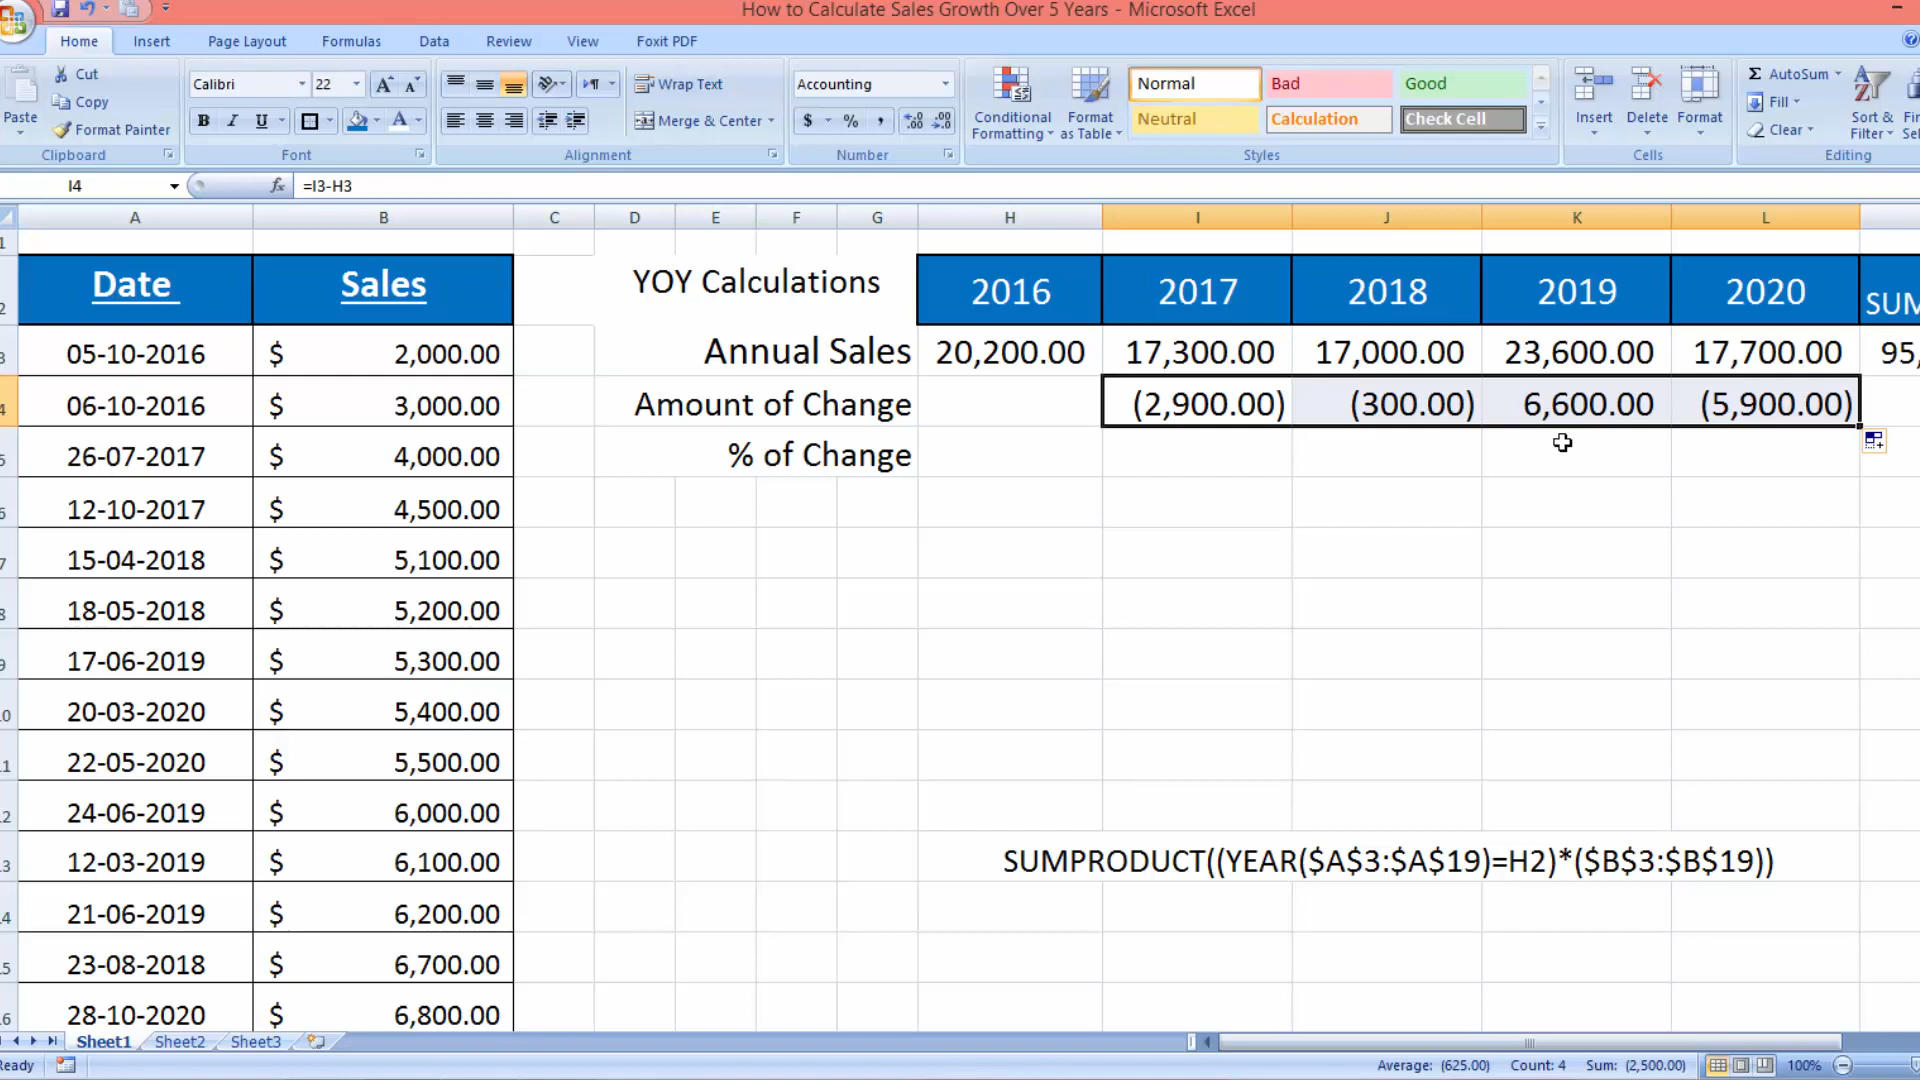 How to Calculate Sales Growth Over 5 Years - Microsoft Excel
Home Insert Page Layout Formulas Data Review View Foxit PDF
Paste Cut Copy Format Painter
Calibri 22
B I U A
Wrap Text
Merge & Center
Accounting
$ % ,
Conditional Formatting
Format as Table
Normal Bad Good
Neutral Calculation Check Cell
Insert Delete Format
AutoSum Fill Clear
Sort & Filter
Clipboard Font Alignment Number Styles Cells Editing
I4 fx =I3-H3
A B C D E F G H I J K L
1
2 Date Sales YOY Calculations 2016 2017 2018 2019 2020
05-10-2016 $ 2,000.00 Annual Sales 20,200.00 17,300.00 17,000.00 23,600.00 17,700.00
06-10-2016 $ 3,000.00 Amount of Change (2,900.00) (300.00) 6,600.00 (5,900.00)
26-07-2017 $ 4,000.00 % of Change
12-10-2017 $ 4,500.00
15-04-2018 $ 5,100.00
18-05-2018 $ 5,200.00
17-06-2019 $ 5,300.00
20-03-2020 $ 5,400.00
22-05-2020 $ 5,500.00
24-06-2019 $ 6,000.00
12-03-2019 $ 6,100.00 SUMPRODUCT((YEAR($A$3:$A$19)=H2)*($B$3:$B$19))
21-06-2019 $ 6,200.00
23-08-2018 $ 6,700.00
28-10-2020 $ 6,800.00
Sheet1 Sheet2 Sheet3
Average: (625.00) Count: 4 Sum: (2,500.00) 100%